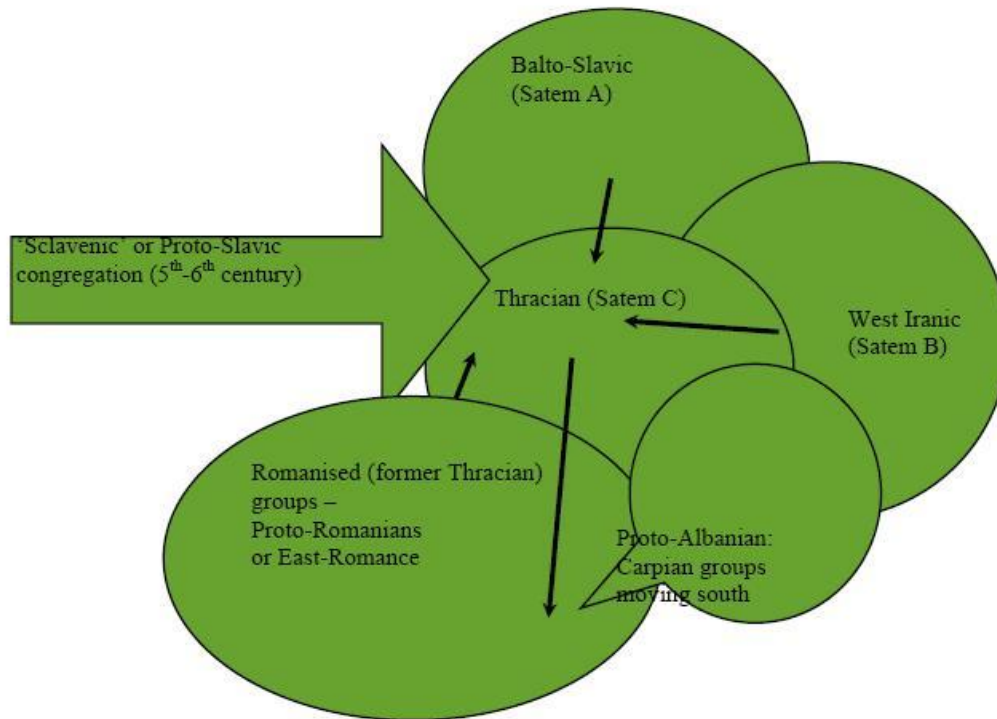 Balto-Slavic
(Satem A)
‘Sclavenic’ or Proto-Slavic
congregation (5th-6th century)
Thracian (Satem C)
West Iranic
(Satem B)
Romanised (former Thracian)
groups –
Proto-Romanians
or East-Romance
Proto-Albanian:
Carpian groups
moving south